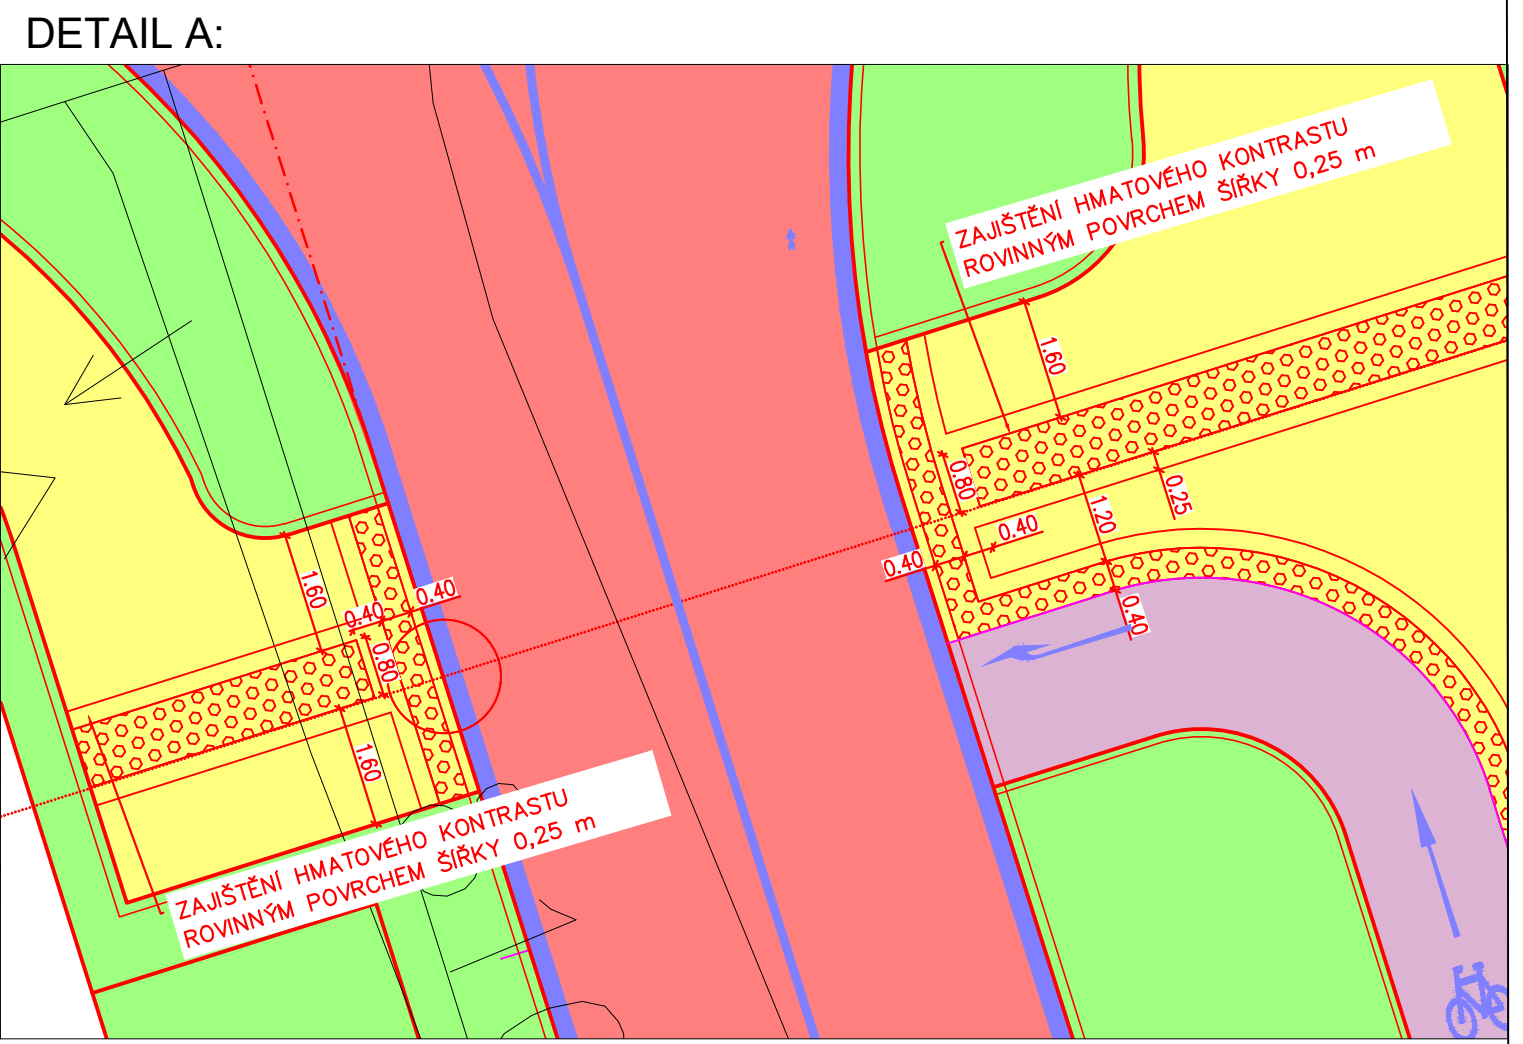 DETAIL A:
ZAJIŠTĚNÍ HMATOVÉHO KONTRASTU
ROVINNÝM POVRCHEM ŠÍŘKY 0,25 m
1.60
0.80
0.25
1.20
0.40
0.40
0.40
1.60
0.40
0.40
0.80
1.60
ZAJIŠTĚNÍ HMATOVÉHO KONTRASTU
ROVINNÝM POVRCHEM ŠÍŘKY 0,25 m